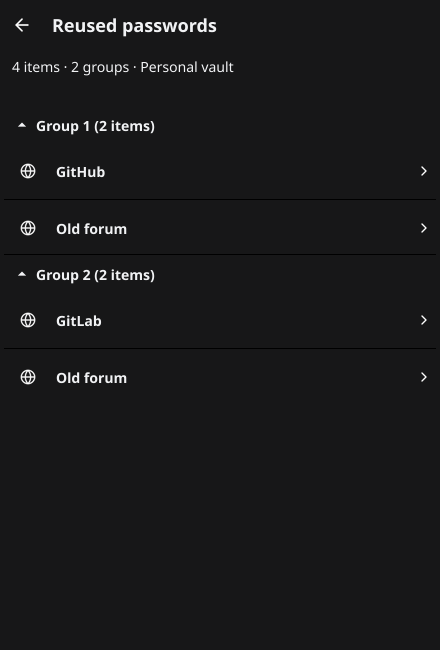 Reused passwords
4 items · 2 groups · Personal vault
Group 1 (2 items)
GitHub
Old forum
Group 2 (2 items)
GitLab
Old forum